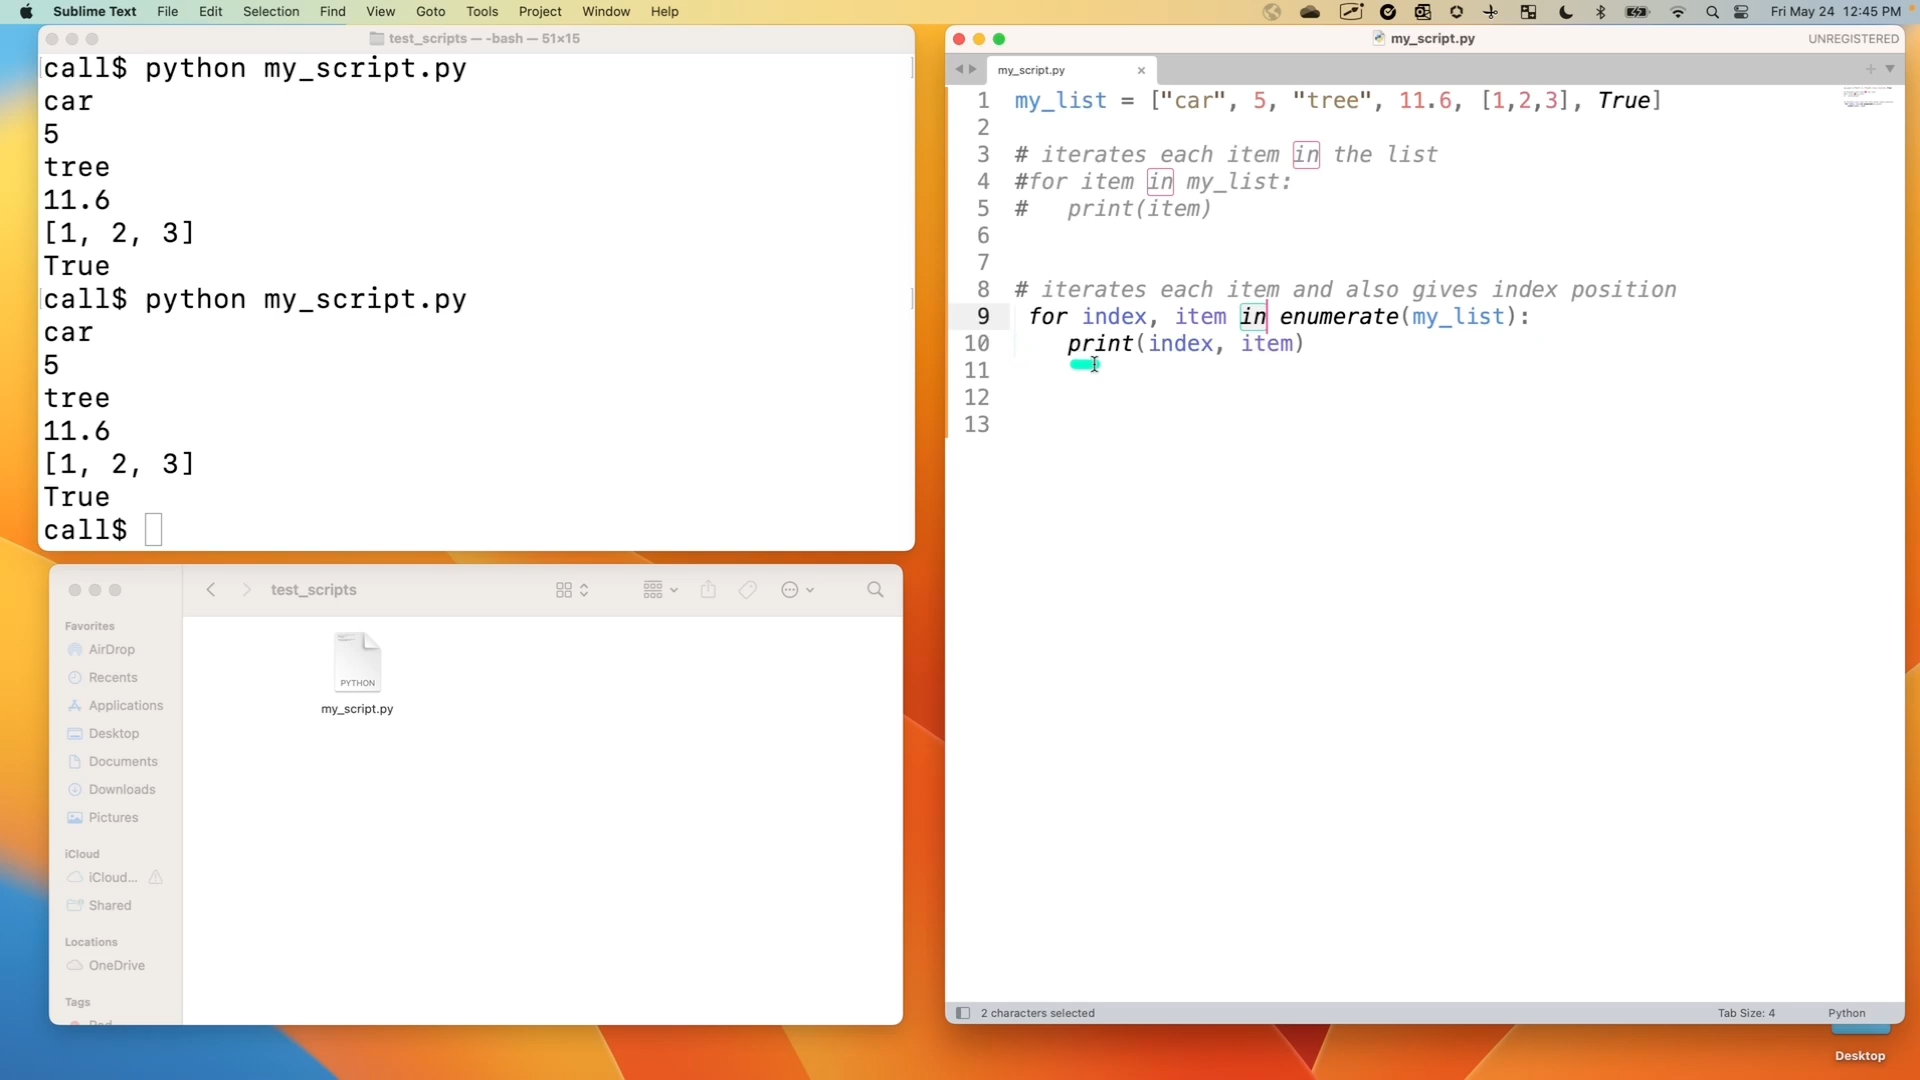 Sublime Text File Edit Selection Find View Goto Tools Project Window Help Fri May 24 12:45 PM
test_scripts — -bash — 51×15
call$ python my_script.py
car
5
tree
11.6
[1, 2, 3]
True
call$ python my_script.py
car
5
tree
11.6
[1, 2, 3]
True
call$
test_scripts
Favorites
AirDrop
Recents
Applications
Desktop
Documents
Downloads
Pictures
iCloud
iCloud...
Shared
Locations
OneDrive
Tags
PYTHON
my_script.py
my_script.py
UNREGISTERED
my_script.py
1 my_list = ["car", 5, "tree", 11.6, [1,2,3], True]
2
3 # iterates each item in the list
4 #for item in my_list:
5 #   print(item)
6
7
8 # iterates each item and also gives index position
9  for index, item in enumerate(my_list):
10     print(index, item)
11
12
13
2 characters selected
Tab Size: 4
Python
Desktop